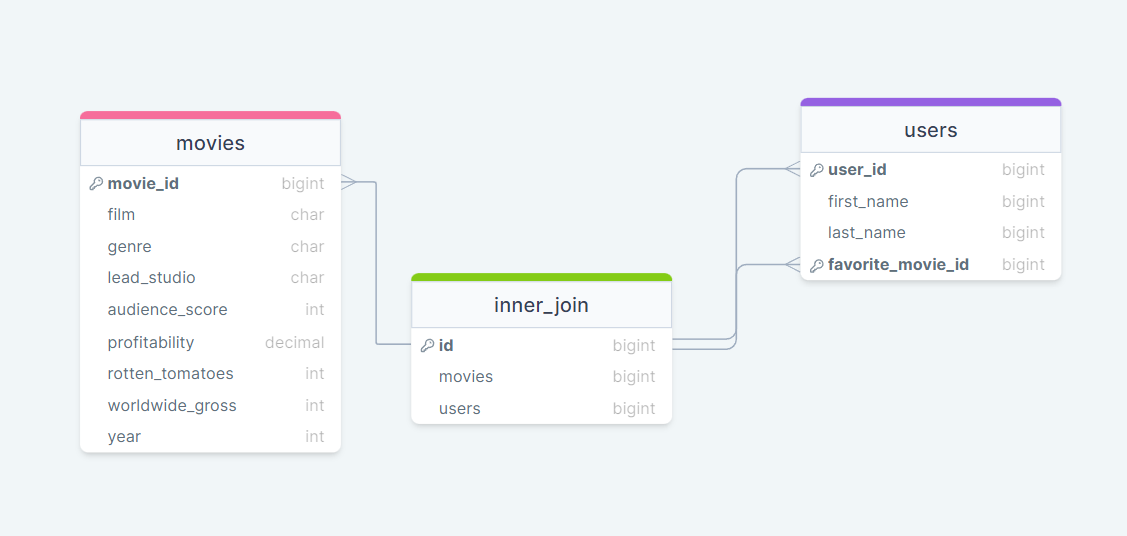 movies
movie_id bigint
film char
genre char
lead_studio char
audience_score int
profitability decimal
rotten_tomatoes int
worldwide_gross int
year int
inner_join
id bigint
movies bigint
users bigint
users
user_id bigint
first_name bigint
last_name bigint
favorite_movie_id bigint